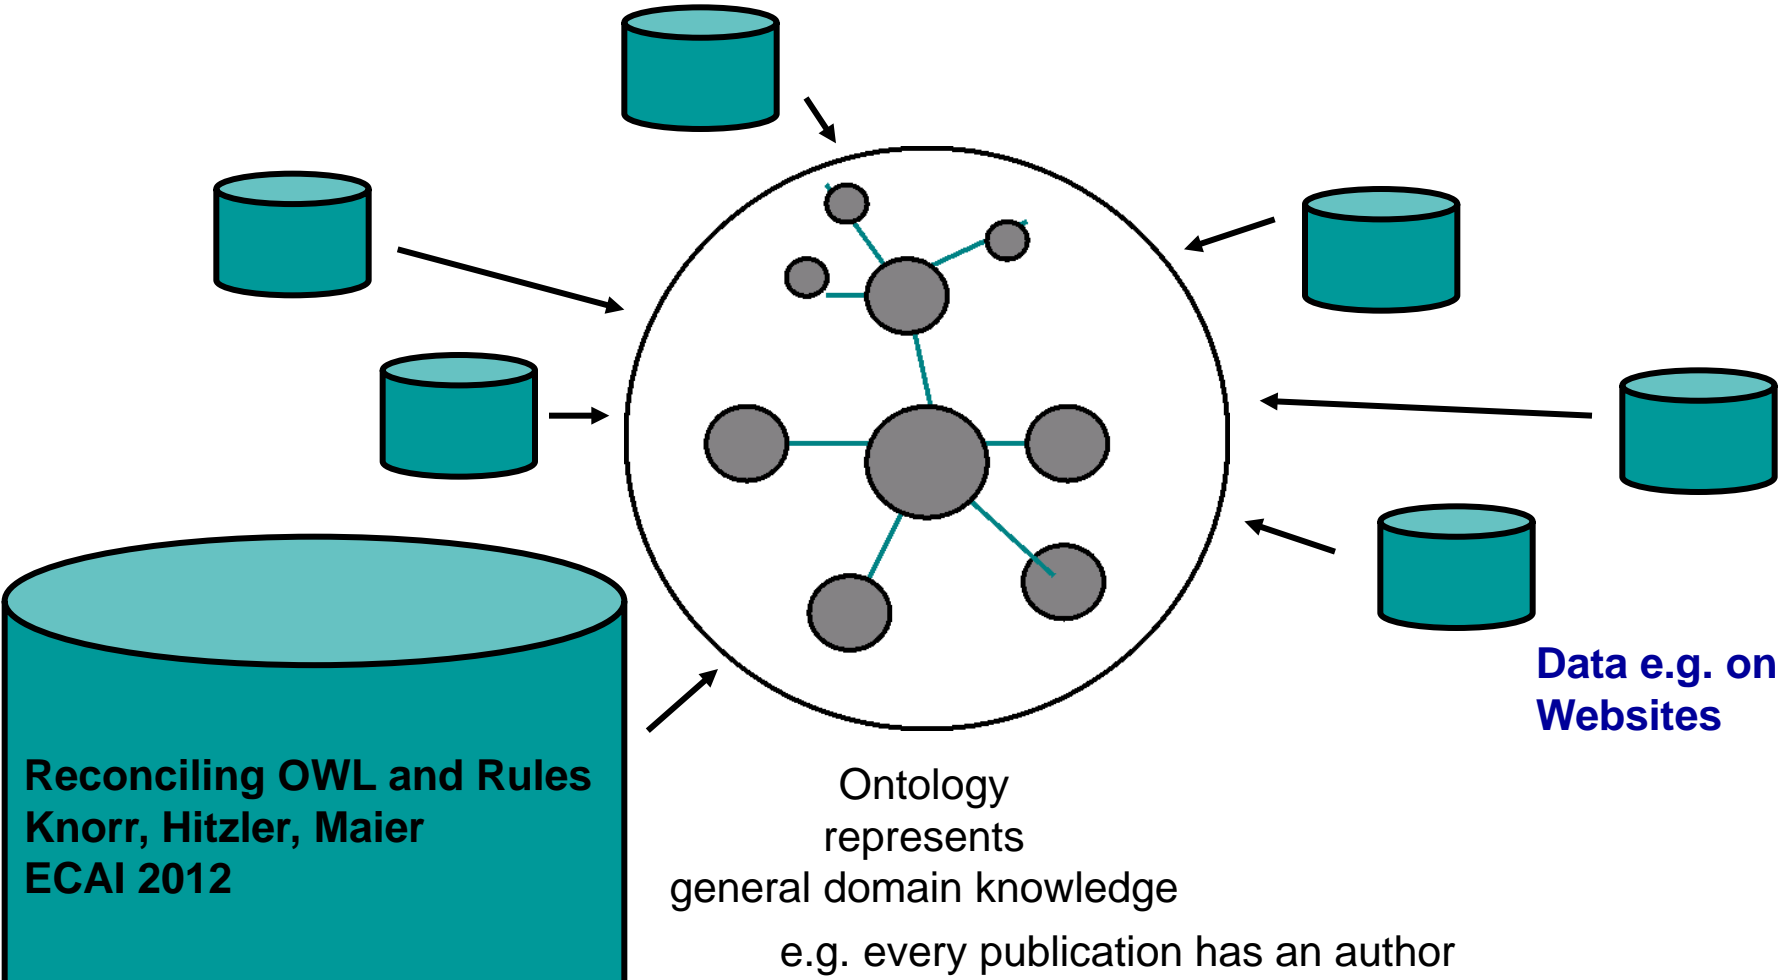 Data e.g. on
Websites
Reconciling OWL and Rules
Knorr, Hitzler, Maier
ECAI 2012
Ontology
represents
general domain knowledge
e.g. every publication has an author